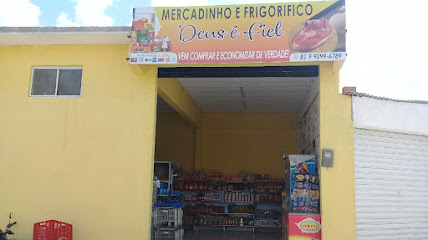 MERCADINHO E FRIGORIFICO
Deus é Fiel
VEM COMPRAR E ECONOMIZAR DE VERDADE!
81 9 9299-6789